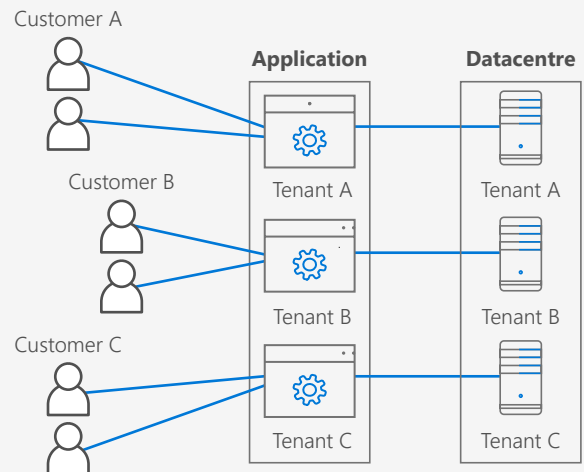 Customer A
Application
Datacentre
Tenant A
Tenant A
Customer B
Tenant B
Tenant B
Customer C
Tenant C
Tenant C